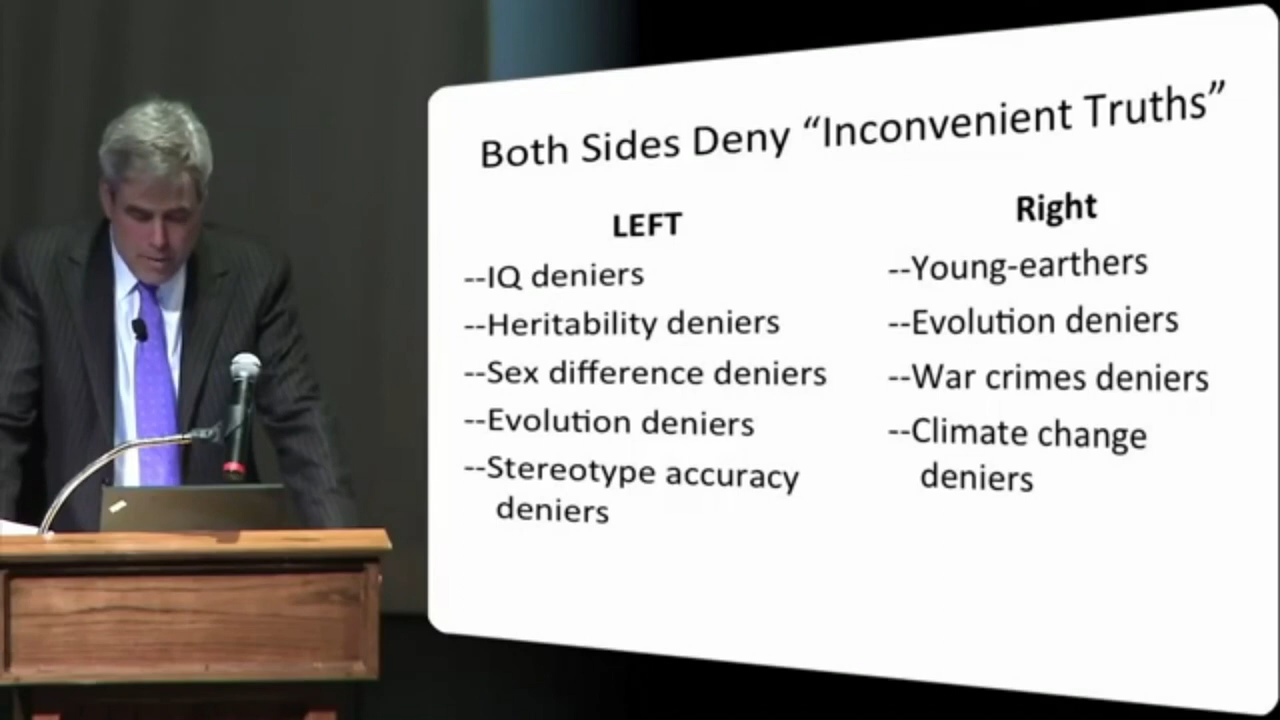 Both Sides Deny “Inconvenient Truths”
LEFT
--IQ deniers
--Heritability deniers
--Sex difference deniers
--Evolution deniers
--Stereotype accuracy
deniers
Right
--Young-earthers
--Evolution deniers
--War crimes deniers
--Climate change
deniers